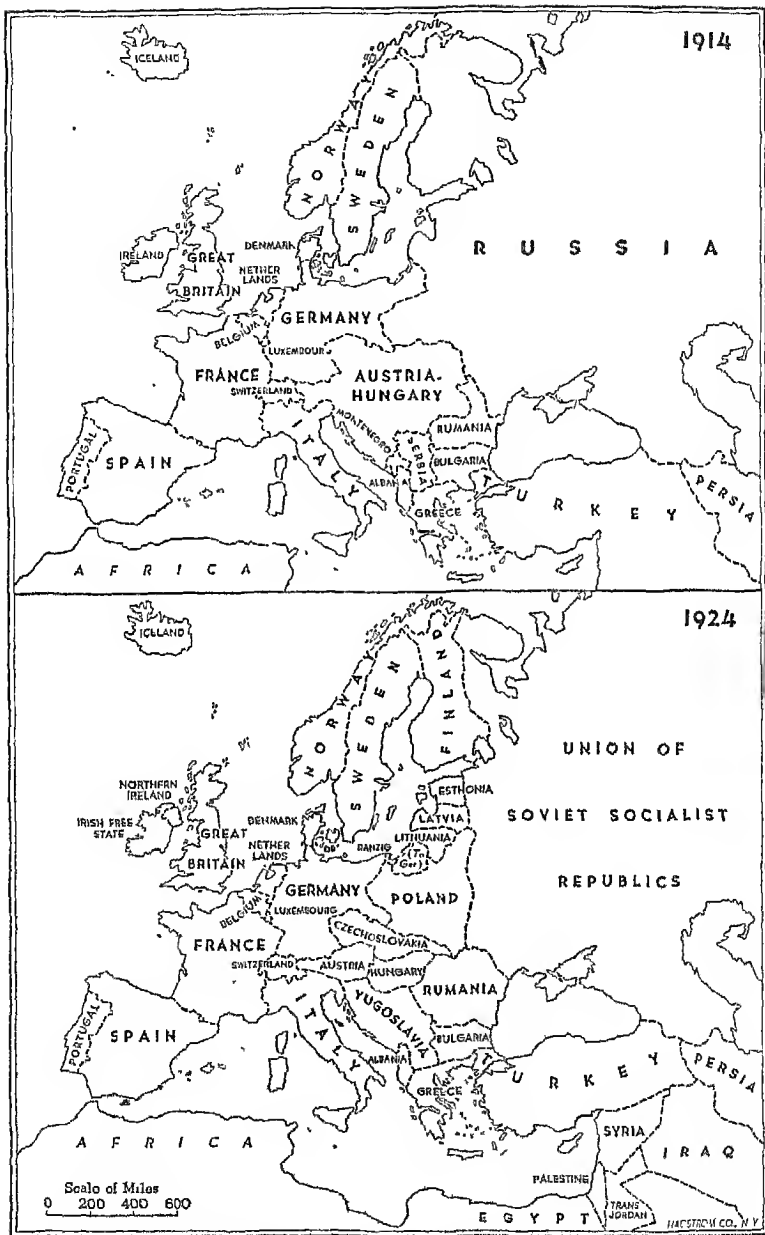 1914
ICELAND
NORWAY
SWEDEN
RUSSIA
IRELAND
GREAT
BRITAIN
DENMARK
NETHER
LANDS
BELGIUM
GERMANY
LUXEMBOUR
FRANCE
SWITZERLAND
AUSTRIA-
HUNGARY
RUMANIA
MONTENEGRO
SERBIA
BULGARIA
ITALY
ALBANIA
GREECE
TURKEY
PERSIA
PORTUGAL
SPAIN
AFRICA
1924
ICELAND
NORWAY
SWEDEN
FINLAND
UNION OF
SOVIET SOCIALIST
REPUBLICS
NORTHERN
IRELAND
IRISH FREE
STATE
GREAT
BRITAIN
DENMARK
NETHER
LANDS
ESTHONIA
LATVIA
LITHUANIA
DANZIG
(To
Ger)
POLAND
GERMANY
BELGIUM
LUXEMBOURG
CZECHOSLOVAKIA
FRANCE
SWITZERLAND
AUSTRIA
HUNGARY
RUMANIA
YUGOSLAVIA
BULGARIA
ITALY
ALBANIA
GREECE
TURKEY
PERSIA
PORTUGAL
SPAIN
AFRICA
SYRIA
IRAQ
PALESTINE
TRANS
JORDAN
EGYPT
Scale of Miles
0 200 400 600
HAGSTROM CO., N.Y.